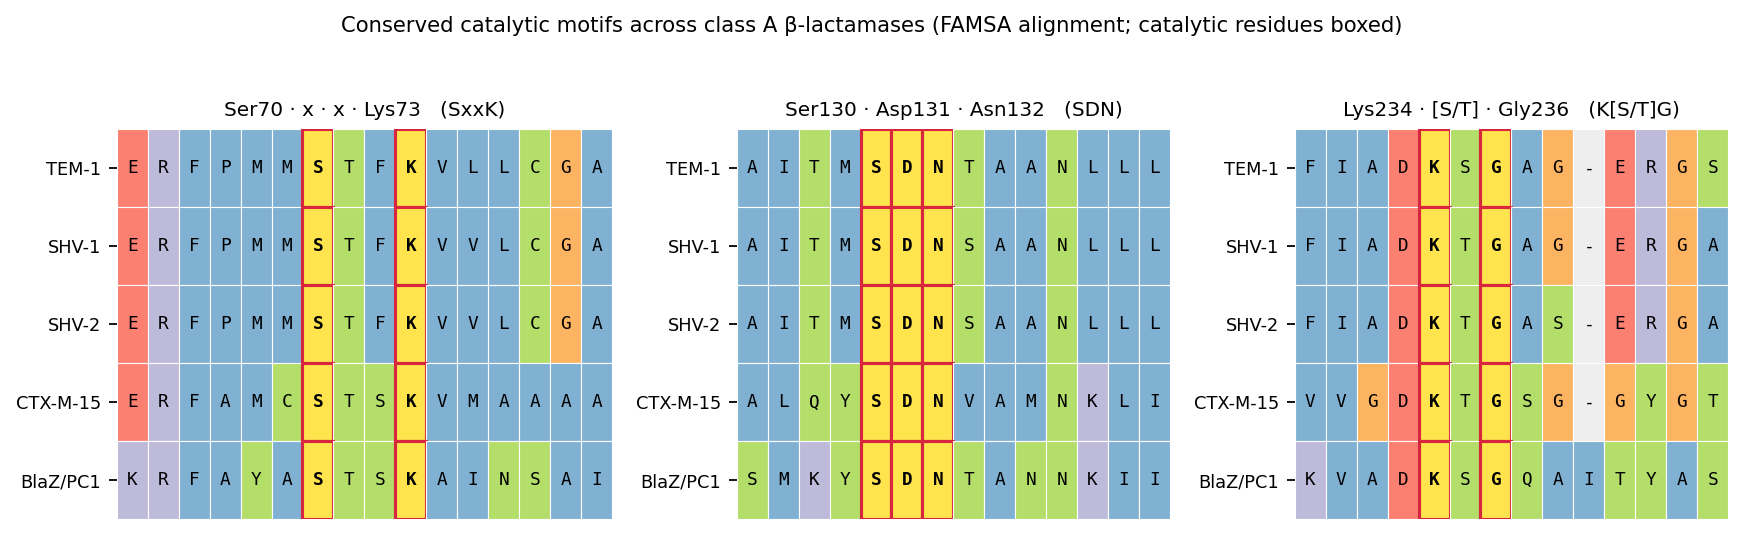 Conserved catalytic motifs across class A β-lactamases (FAMSA alignment; catalytic residues boxed)
Ser70 · x · x · Lys73 (SxxK)
TEM-1 E R F P M M S T F K V L L C G A
SHV-1 E R F P M M S T F K V V L C G A
SHV-2 E R F P M M S T F K V V L C G A
CTX-M-15 E R F A M C S T S K V M A A A A
BlaZ/PC1 K R F A Y A S T S K A I N S A I
Ser130 · Asp131 · Asn132 (SDN)
TEM-1 A I T M S D N T A A N L L L
SHV-1 A I T M S D N S A A N L L L
SHV-2 A I T M S D N S A A N L L L
CTX-M-15 A L Q Y S D N V A M N K L I
BlaZ/PC1 S M K Y S D N T A N N K I I
Lys234 · [S/T] · Gly236 (K[S/T]G)
TEM-1 F I A D K S G A G - E R G S
SHV-1 F I A D K T G A G - E R G A
SHV-2 F I A D K T G A S - E R G A
CTX-M-15 V V G D K T G S G - G Y G T
BlaZ/PC1 K V A D K S G Q A I T Y A S